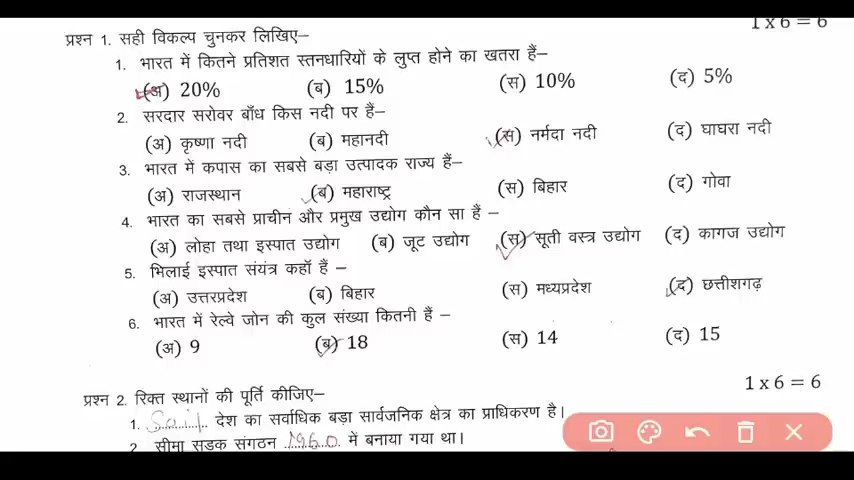 1 x 6 = 6
प्रश्न 1. सही विकल्प चुनकर लिखिए–
1. भारत में कितने प्रतिशत स्तनधारियों के लुप्त होने का खतरा हैं–
(अ) 20% (ब) 15% (स) 10% (द) 5%
2. सरदार सरोवर बाँध किस नदी पर हैं–
(अ) कृष्णा नदी (ब) महानदी (स) नर्मदा नदी (द) घाघरा नदी
3. भारत में कपास का सबसे बड़ा उत्पादक राज्य हैं–
(अ) राजस्थान (ब) महाराष्ट्र (स) बिहार (द) गोवा
4. भारत का सबसे प्राचीन और प्रमुख उद्योग कौन सा हैं –
(अ) लोहा तथा इस्पात उद्योग (ब) जूट उद्योग (स) सूती वस्त्र उद्योग (द) कागज उद्योग
5. भिलाई इस्पात संयंत्र कहाँ हैं –
(अ) उत्तरप्रदेश (ब) बिहार (स) मध्यप्रदेश (द) छत्तीशगढ़
6. भारत में रेल्वे जोन की कुल संख्या कितनी हैं –
(अ) 9 (ब) 18 (स) 14 (द) 15
1 x 6 = 6
प्रश्न 2. रिक्त स्थानों की पूर्ति कीजिए–
1. Sail देश का सर्वाधिक बड़ा सार्वजनिक क्षेत्र का प्राधिकरण है।
2. सीमा सडक संगठन 1960 में बनाया गया था।